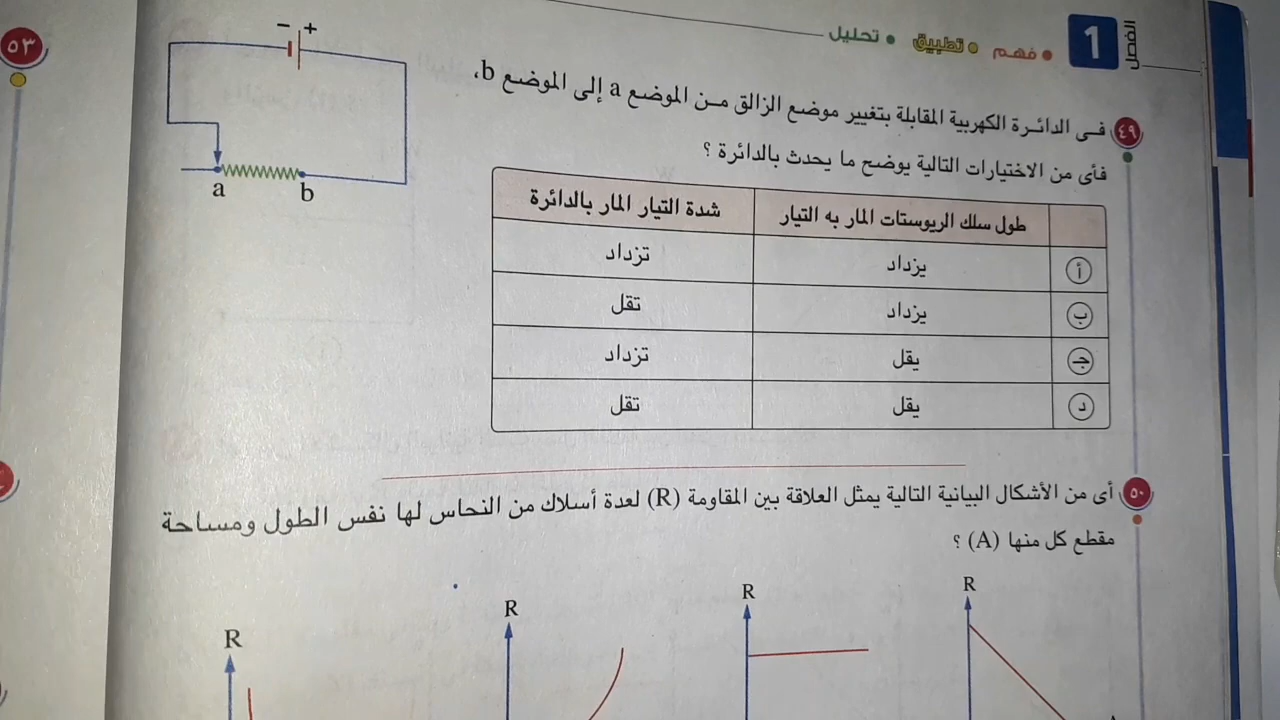 الفصل
1
• فهم • تطبيق • تحليل
٥٣
٤٩ فى الدائرة الكهربية المقابلة بتغيير موضع الزالق من الموضع a إلى الموضع b،
فأى من الاختيارات التالية يوضح ما يحدث بالدائرة ؟
- +
a
b
طول سلك الريوستات المار به التيار شدة التيار المار بالدائرة
أ يزداد تزداد
ب يزداد تقل
جـ يقل تزداد
د يقل تقل
٥٠ أى من الأشكال البيانية التالية يمثل العلاقة بين المقاومة (R) لعدة أسلاك من النحاس لها نفس الطول ومساحة
مقطع كل منها (A) ؟
R
R
R
R